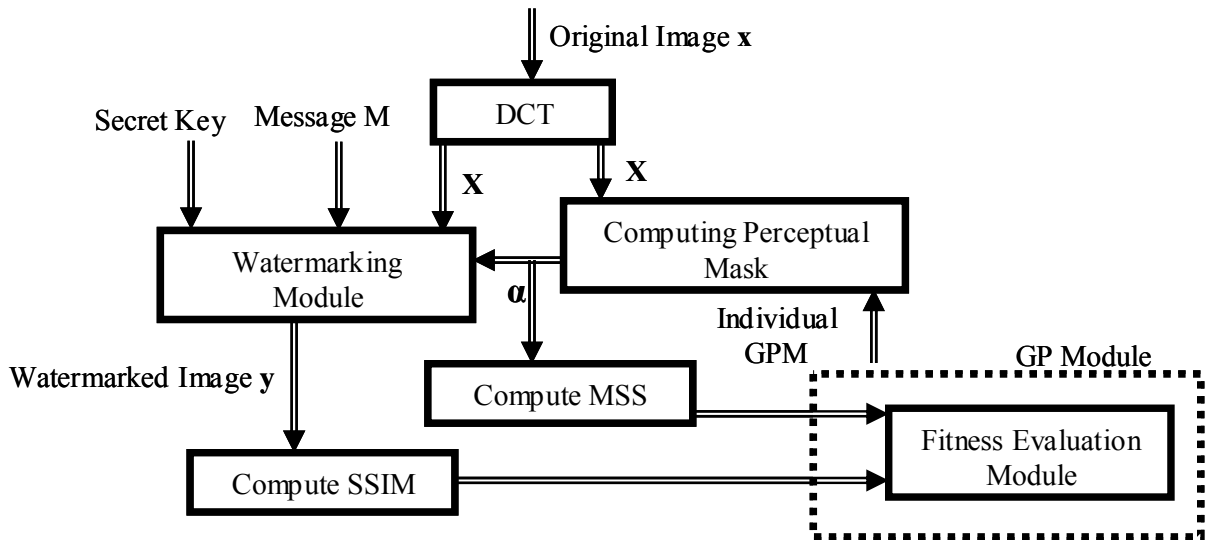 Original Image x
DCT
Secret Key
Message M
X
X
Computing Perceptual
Mask
Watermarking
Module
α
Individual
GPM
GP Module
Watermarked Image y
Compute MSS
Fitness Evaluation
Module
Compute SSIM